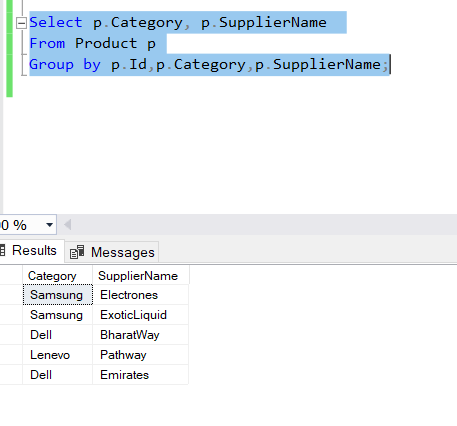 Select p.Category, p.SupplierName
From Product p
Group by p.Id,p.Category,p.SupplierName;
0 %
Results Messages
Category SupplierName
Samsung Electrones
Samsung ExoticLiquid
Dell BharatWay
Lenevo Pathway
Dell Emirates